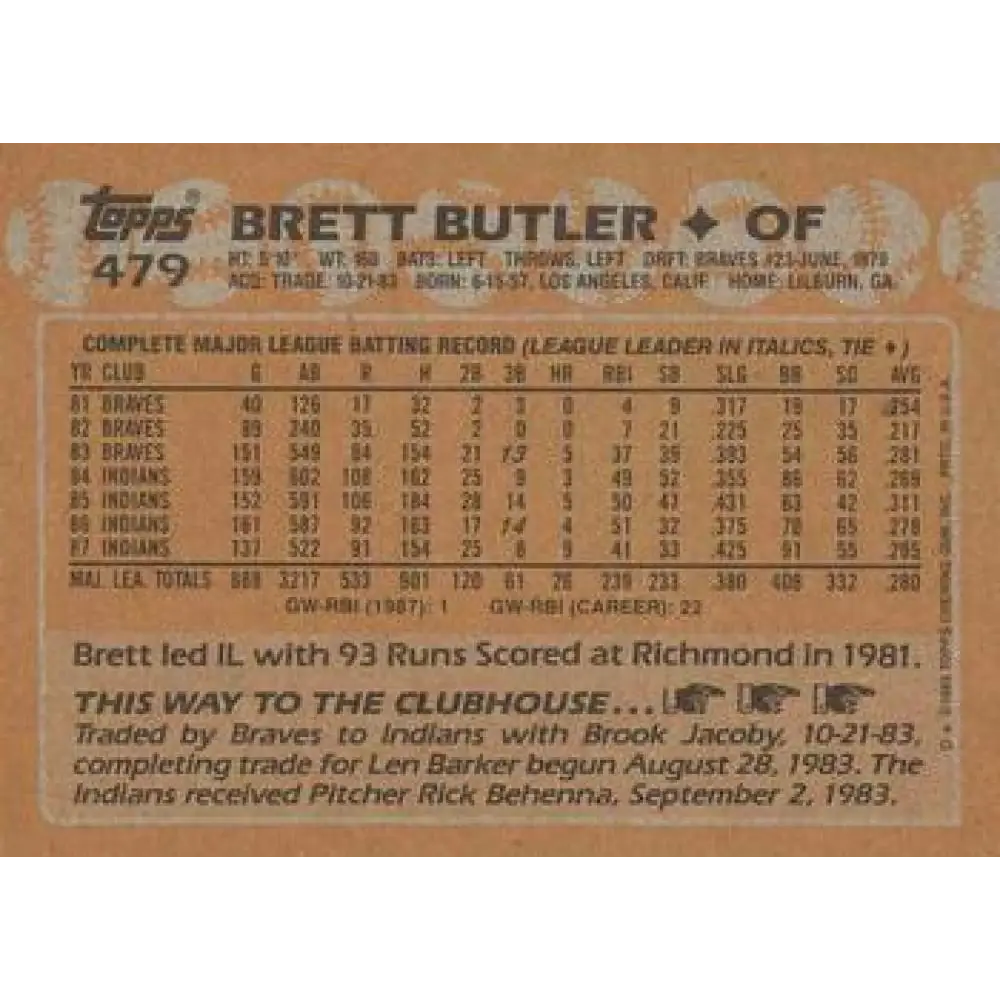 topps® BRETT BUTLER ✦ OF
479 HT: 5'10" WT: 160 BATS: LEFT THROWS: LEFT DRFT: BRAVES #23-JUNE, 1979
ACQ: TRADE, 10-21-83 BORN: 6-15-57, LOS ANGELES, CALIF. HOME: LILBURN, GA.
COMPLETE MAJOR LEAGUE BATTING RECORD (LEAGUE LEADER IN ITALICS, TIE ♦)
YR CLUB G AB R H 2B 3B HR RBI SB SLG BB SO AVG
81 BRAVES 40 126 17 32 2 3 0 4 9 .317 19 17 .254
82 BRAVES 89 240 35 52 2 0 0 7 21 .225 25 35 .217
83 BRAVES 151 549 84 154 21 13 5 37 39 .393 54 56 .281
84 INDIANS 159 602 108 162 25 9 3 49 52 .355 86 62 .269
85 INDIANS 152 591 106 184 28 14 5 50 47 .431 63 42 .311
86 INDIANS 161 587 92 163 17 14 4 51 32 .375 70 65 .278
87 INDIANS 137 522 91 154 25 8 9 41 33 .425 91 55 .295
MAJ. LEA. TOTALS 889 3217 533 901 120 61 26 239 233 .380 408 332 .280
GW-RBI (1987): 1 GW-RBI (CAREER): 22
Brett led IL with 93 Runs Scored at Richmond in 1981.
THIS WAY TO THE CLUBHOUSE...
Traded by Braves to Indians with Brook Jacoby, 10-21-83,
completing trade for Len Barker begun August 28, 1983. The
Indians received Pitcher Rick Behenna, September 2, 1983.
D* © 1988 TOPPS CHEWING GUM, INC. PRTD. IN U.S.A.